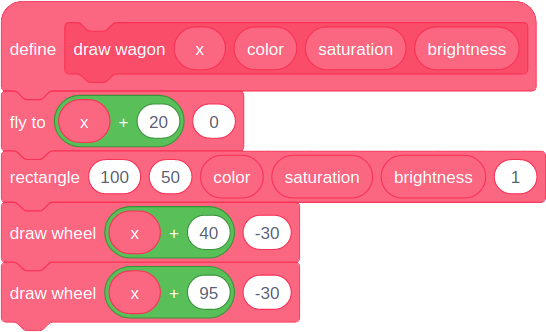 define draw wagon x color saturation brightness
fly to x + 20 0
rectangle 100 50 color saturation brightness 1
draw wheel x + 40 -30
draw wheel x + 95 -30